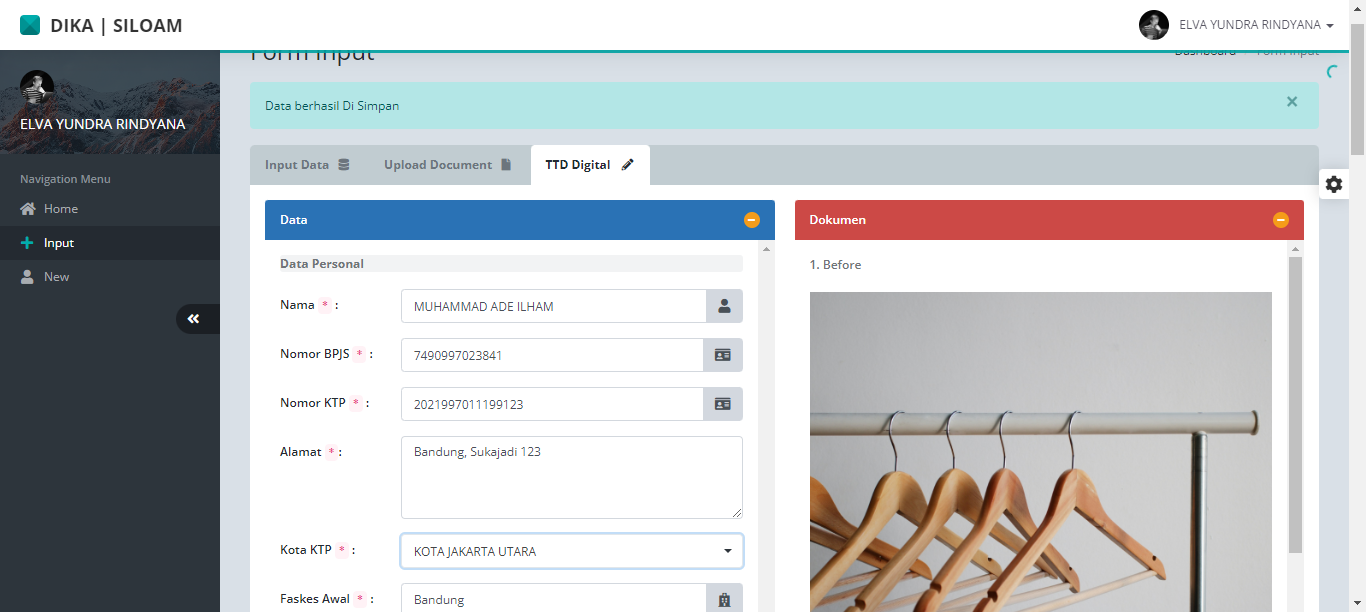 DIKA | SILOAM
ELVA YUNDRA RINDYANA
Form Input
Dashboard / Form Input
ELVA YUNDRA RINDYANA
Navigation Menu
Home
Input
New
Data berhasil Di Simpan
Input Data
Upload Document
TTD Digital
Data
Data Personal
Nama * :
MUHAMMAD ADE ILHAM
Nomor BPJS * :
7490997023841
Nomor KTP * :
2021997011199123
Alamat * :
Bandung, Sukajadi 123
Kota KTP * :
KOTA JAKARTA UTARA
Faskes Awal * :
Bandung
Dokumen
1. Before